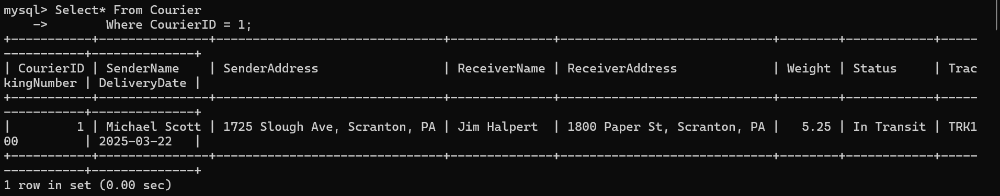 mysql> Select* From Courier
    ->        Where CourierID = 1;
+-----------+---------------+-------------------------------+--------------+-----------------------------+--------+------------+-----
-----------+--------------+
| CourierID | SenderName    | SenderAddress                 | ReceiverName | ReceiverAddress             | Weight | Status     | Trac
kingNumber | DeliveryDate |
+-----------+---------------+-------------------------------+--------------+-----------------------------+--------+------------+-----
-----------+--------------+
|         1 | Michael Scott | 1725 Slough Ave, Scranton, PA | Jim Halpert  | 1800 Paper St, Scranton, PA |   5.25 | In Transit | TRK1
00         | 2025-03-22   |
+-----------+---------------+-------------------------------+--------------+-----------------------------+--------+------------+-----
-----------+--------------+
1 row in set (0.00 sec)